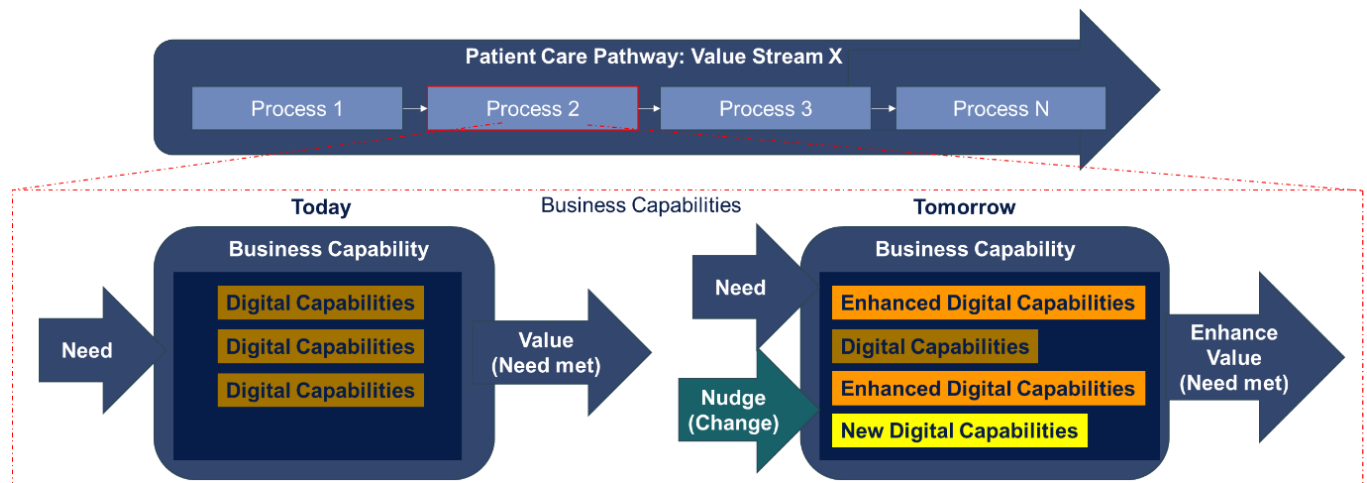 Patient Care Pathway: Value Stream X
Process 1
Process 2
Process 3
Process N
Today
Business Capabilities
Tomorrow
Business Capability
Digital Capabilities
Digital Capabilities
Digital Capabilities
Need
Value
(Need met)
Business Capability
Need
Nudge
(Change)
Enhanced Digital Capabilities
Digital Capabilities
Enhanced Digital Capabilities
New Digital Capabilities
Enhance
Value
(Need met)